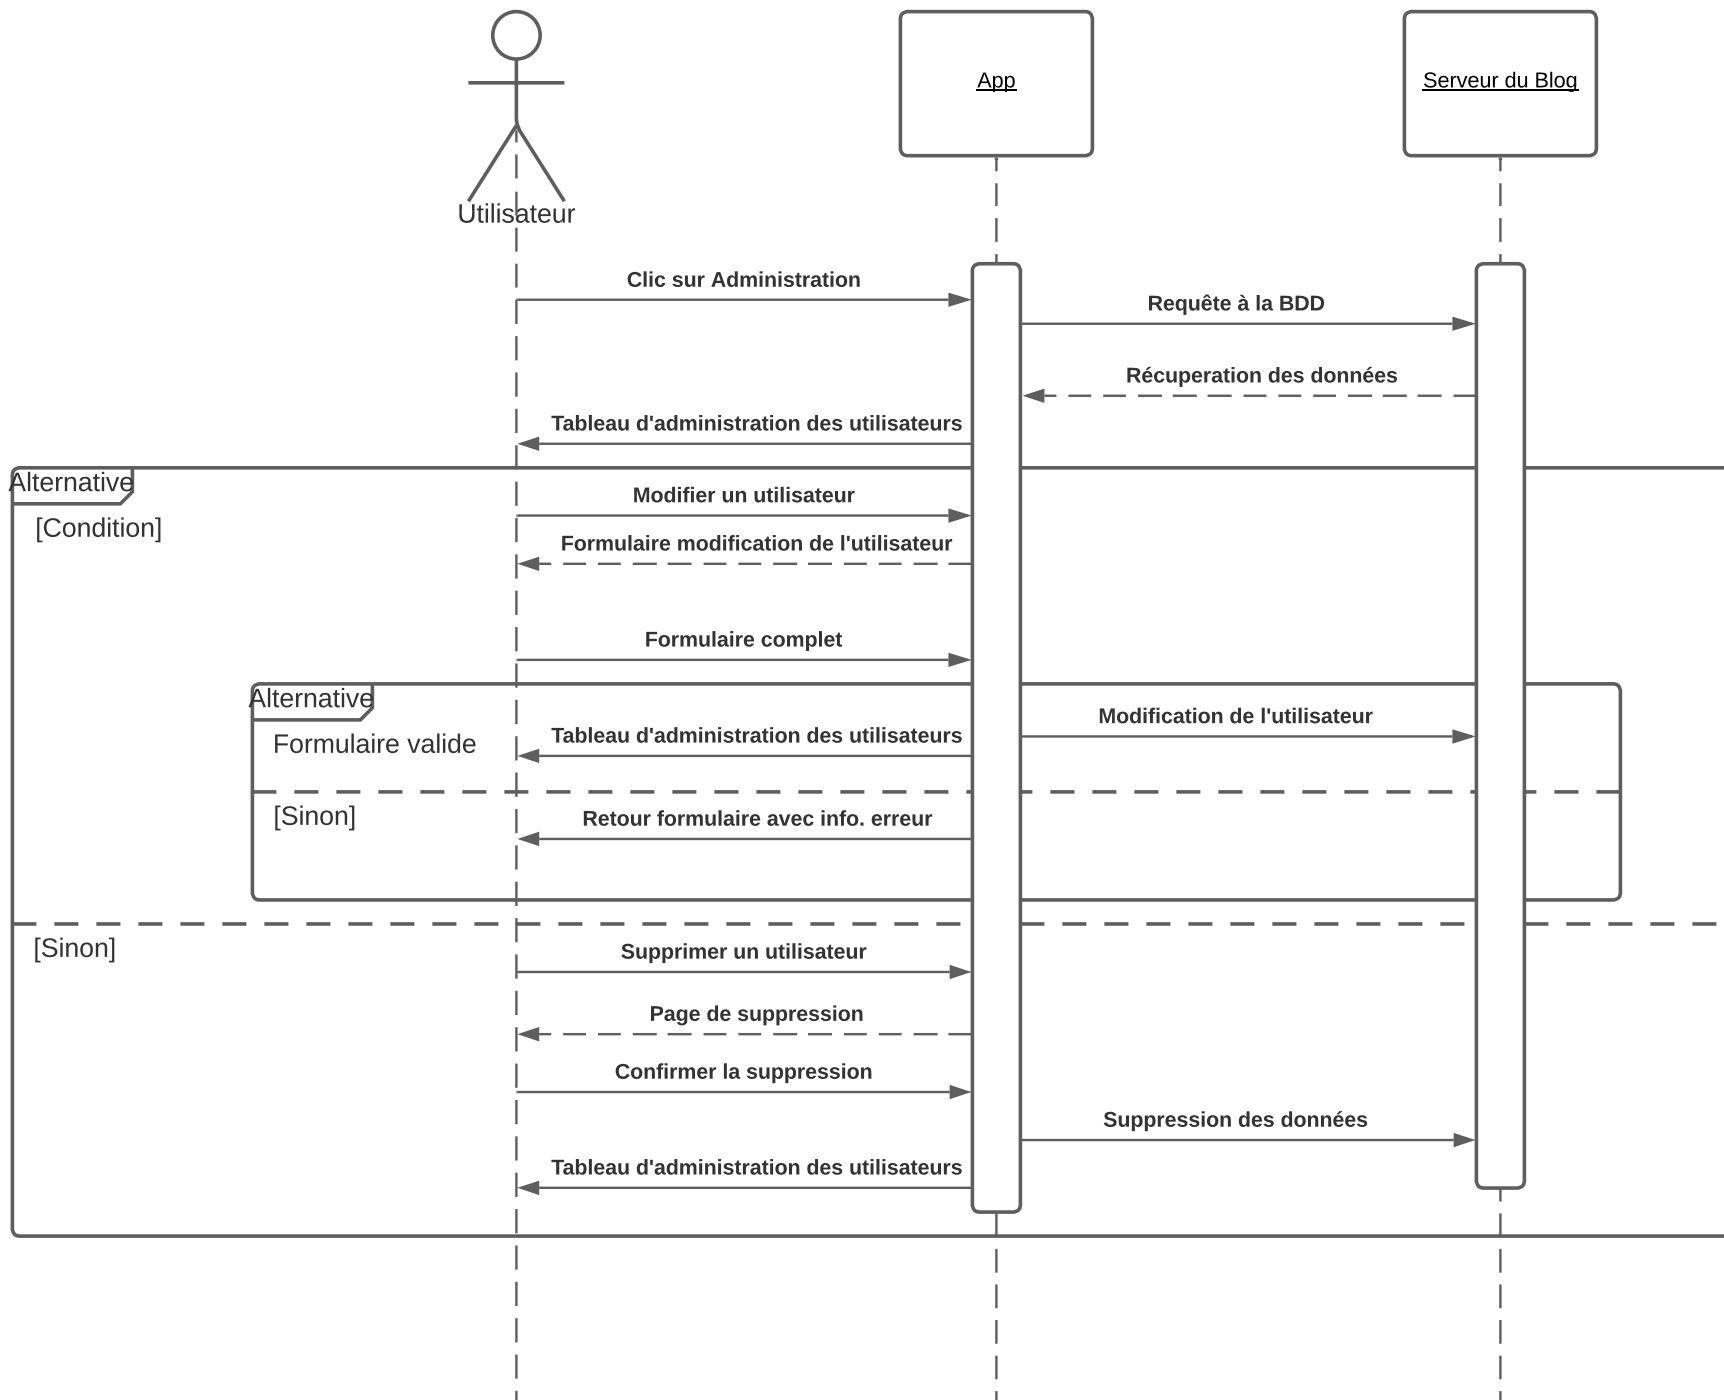 App
Serveur du Blog
Utilisateur
Clic sur Administration
Requête à la BDD
Récuperation des données
Tableau d'administration des utilisateurs
Alternative
Modifier un utilisateur
[Condition]
Formulaire modification de l'utilisateur
Formulaire complet
Alternative
Modification de l'utilisateur
Tableau d'administration des utilisateurs
Formulaire valide
[Sinon]
Retour formulaire avec info. erreur
[Sinon]
Supprimer un utilisateur
Page de suppression
Confirmer la suppression
Suppression des données
Tableau d'administration des utilisateurs